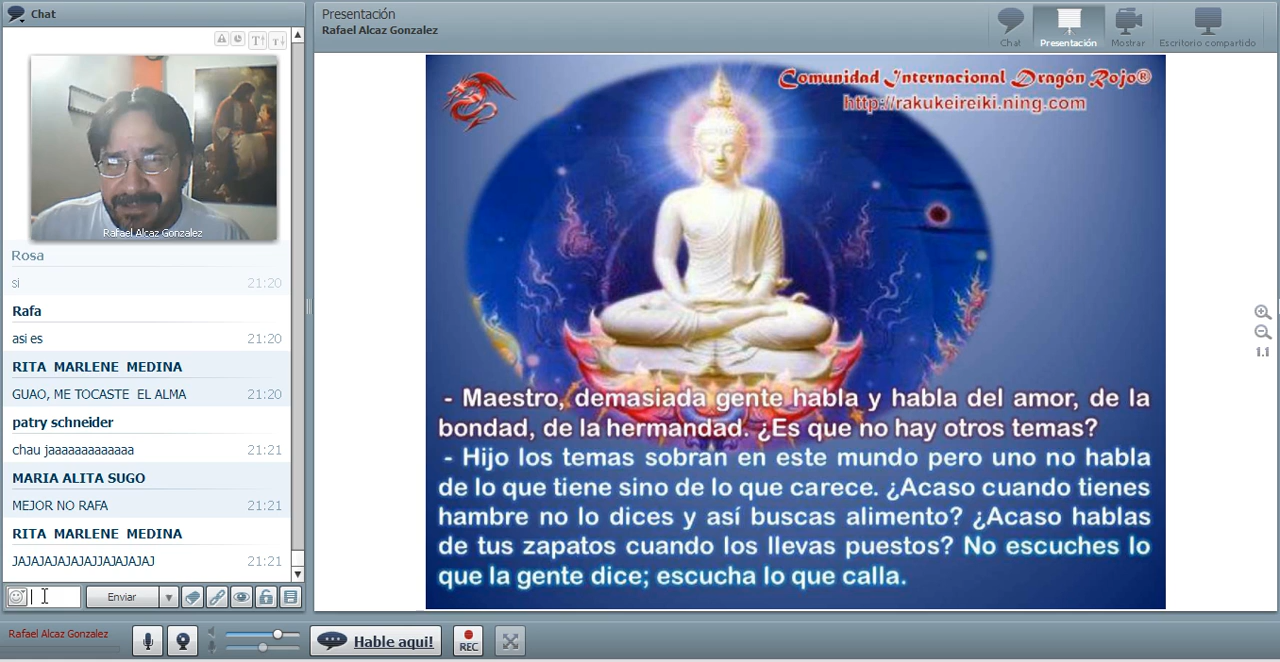 Chat
Rafael Alcaz Gonzalez
Rosa
si 21:20
Rafa
asi es 21:20
RITA MARLENE MEDINA
GUAO, ME TOCASTE EL ALMA 21:20
patry schneider
chau jaaaaaaaaaaaaa 21:21
MARIA ALITA SUGO
MEJOR NO RAFA 21:21
RITA MARLENE MEDINA
JAJAJAJAJAJAJJAJAJAJAJ 21:21
Enviar
Presentación
Rafael Alcaz Gonzalez
Chat
Presentación
Mostrar
Escritorio compartido
Comunidad Internacional Dragón Rojo®
http://rakukeireiki.ning.com
- Maestro, demasiada gente habla y habla del amor, de la
bondad, de la hermandad. ¿Es que no hay otros temas?
- Hijo los temas sobran en este mundo pero uno no habla
de lo que tiene sino de lo que carece. ¿Acaso cuando tienes
hambre no lo dices y así buscas alimento? ¿Acaso hablas
de tus zapatos cuando los llevas puestos? No escuches lo
que la gente dice; escucha lo que calla.
1.1
Rafael Alcaz Gonzalez
Hable aqui!
REC